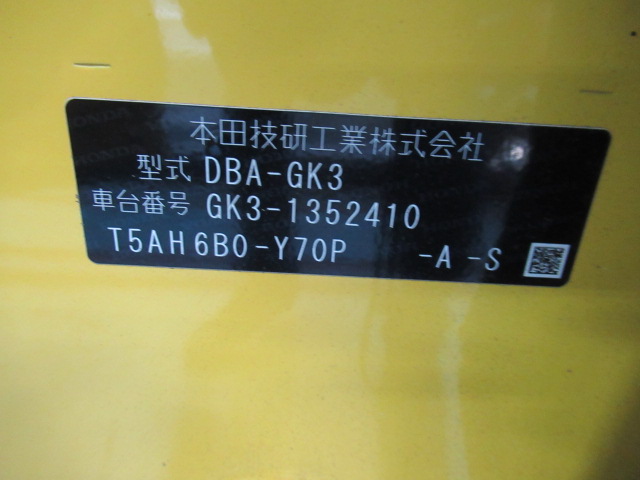 本田技研工業株式会社
型式 DBA-GK3
車台番号 GK3-1352410
T5AH6B0-Y70P -A -S